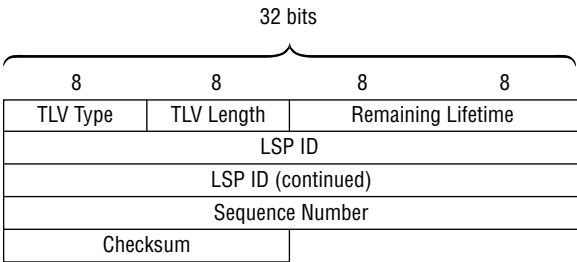 32 bits
8 8 8 8
TLV Type TLV Length Remaining Lifetime
LSP ID
LSP ID (continued)
Sequence Number
Checksum